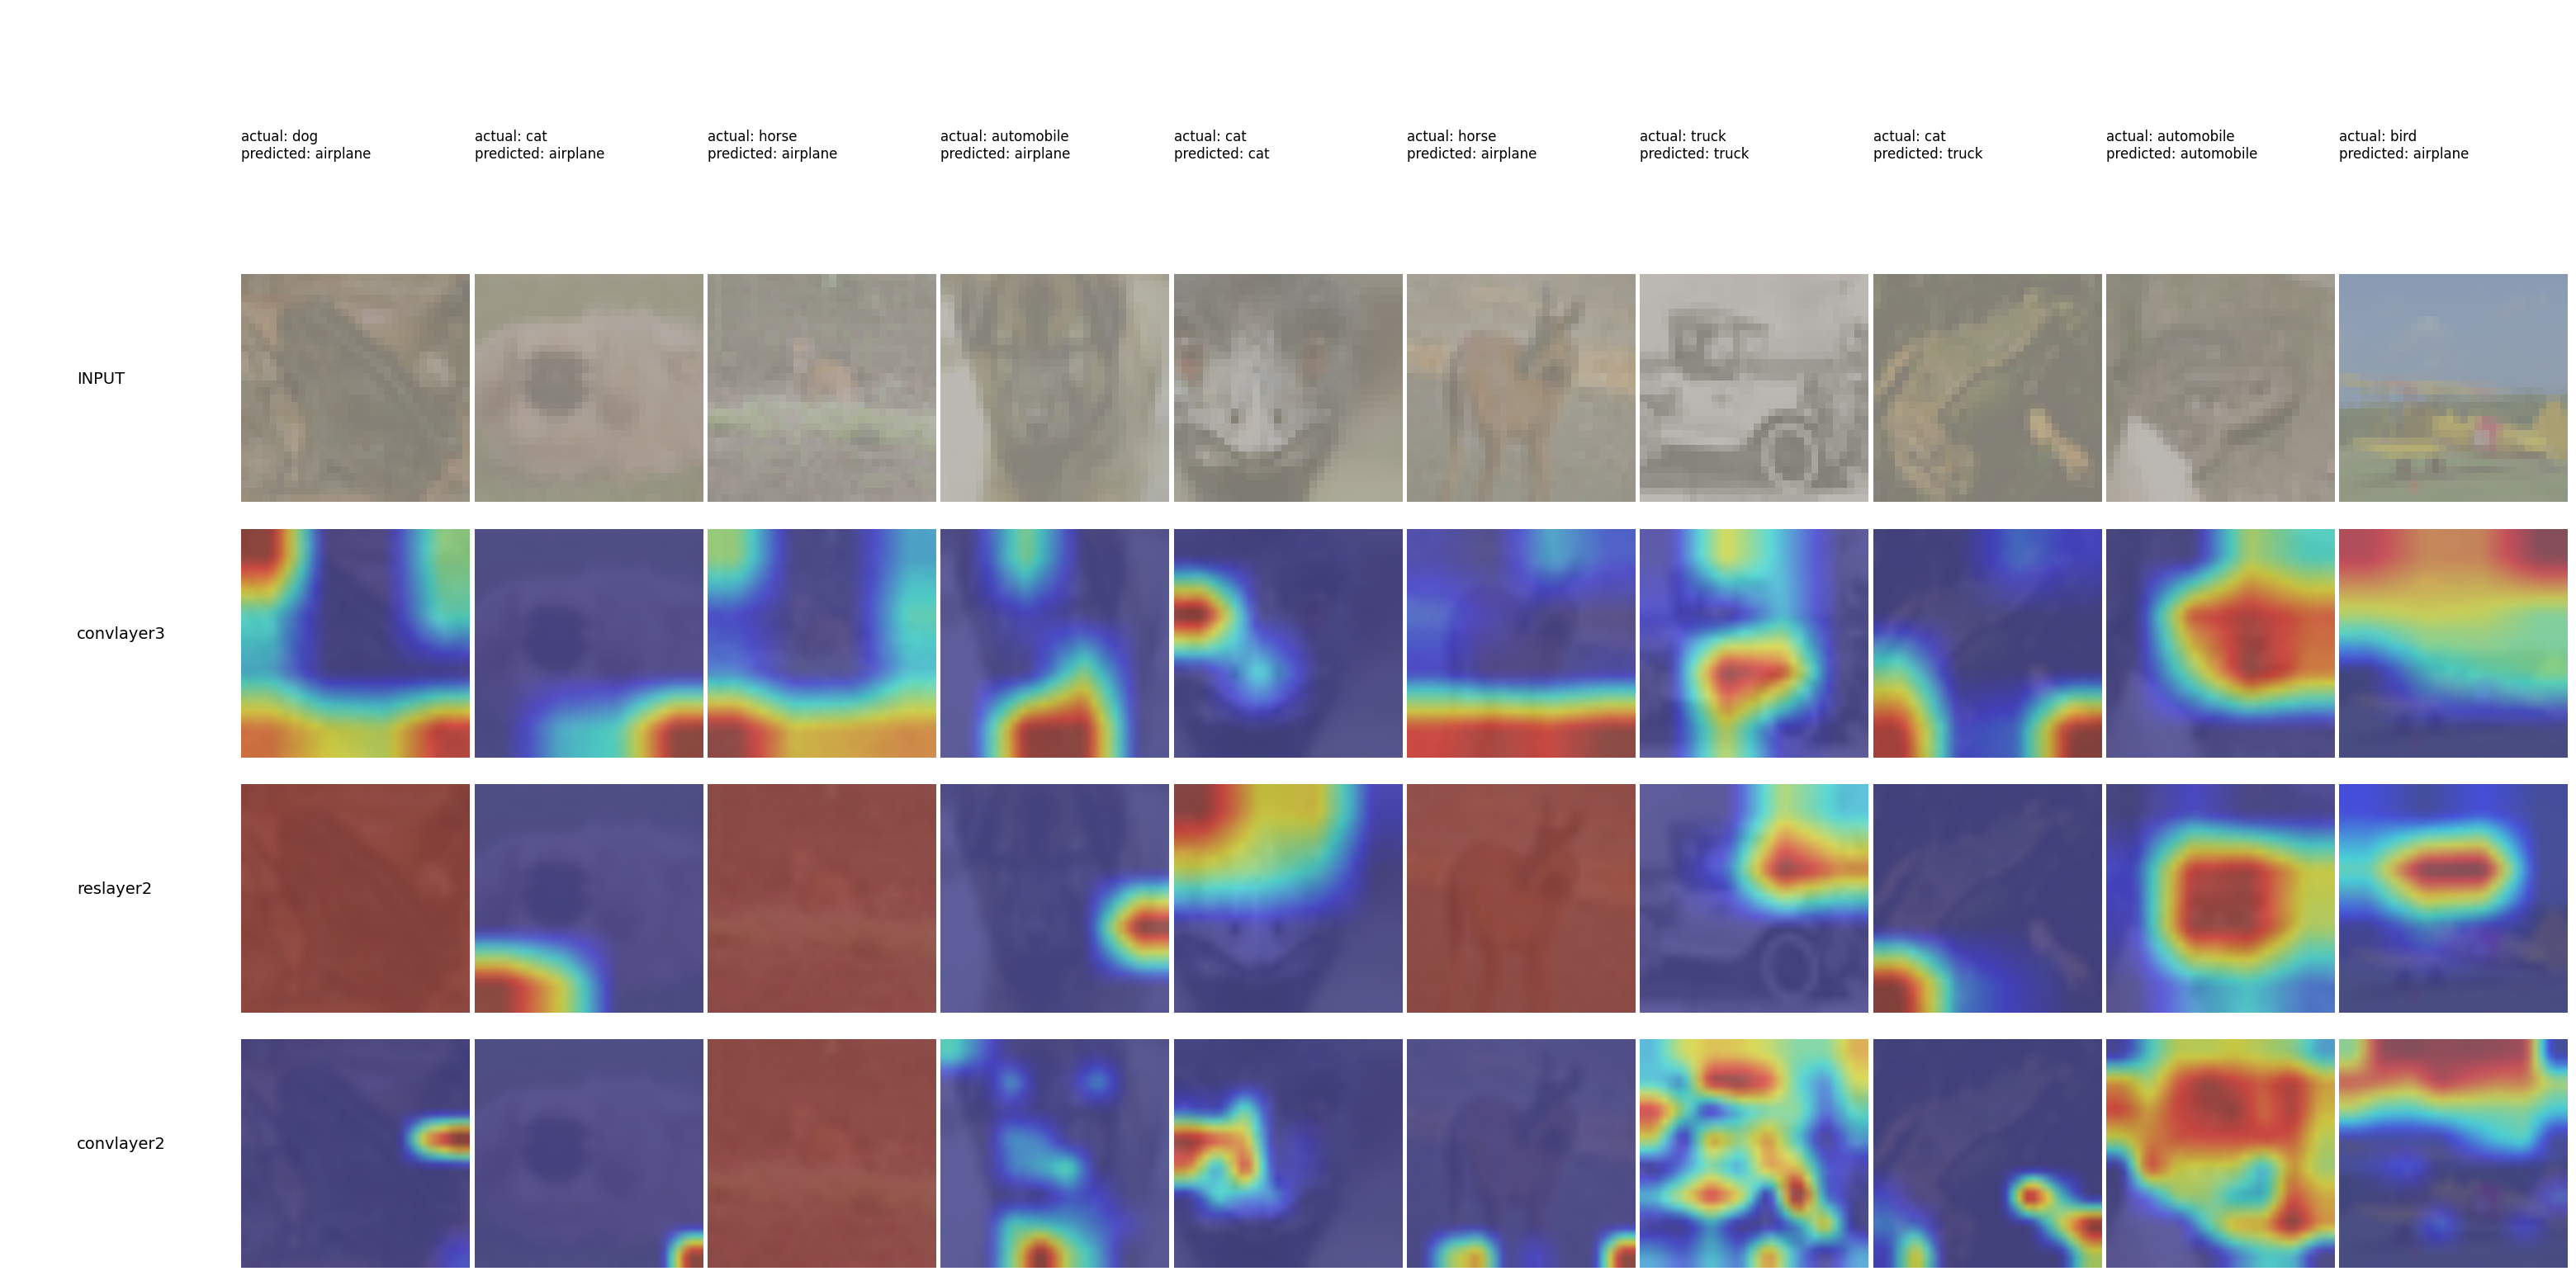 actual: dog
predicted: airplane
actual: cat
predicted: airplane
actual: horse
predicted: airplane
actual: automobile
predicted: airplane
actual: cat
predicted: cat
actual: horse
predicted: airplane
actual: truck
predicted: truck
actual: cat
predicted: truck
actual: automobile
predicted: automobile
actual: bird
predicted: airplane
INPUT
convlayer3
reslayer2
convlayer2